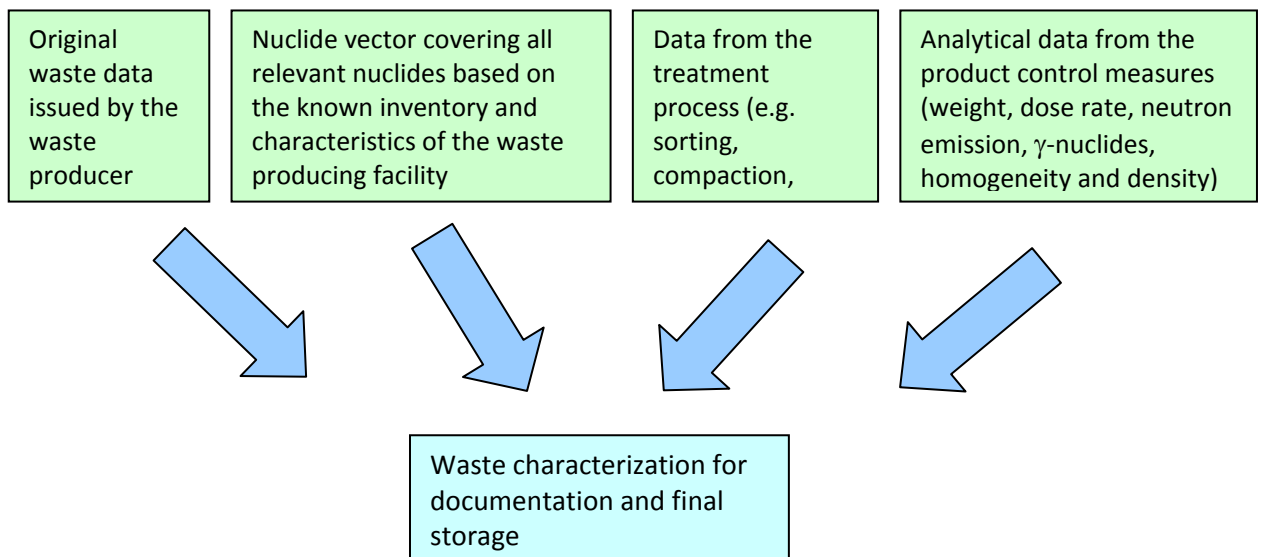 Original
waste data
issued by the
waste
producer
Nuclide vector covering all
relevant nuclides based on
the known inventory and
characteristics of the waste
producing facility
Data from the
treatment
process (e.g.
sorting,
compaction,
Analytical data from the
product control measures
(weight, dose rate, neutron
emission, γ-nuclides,
homogeneity and density)
Waste characterization for
documentation and final
storage